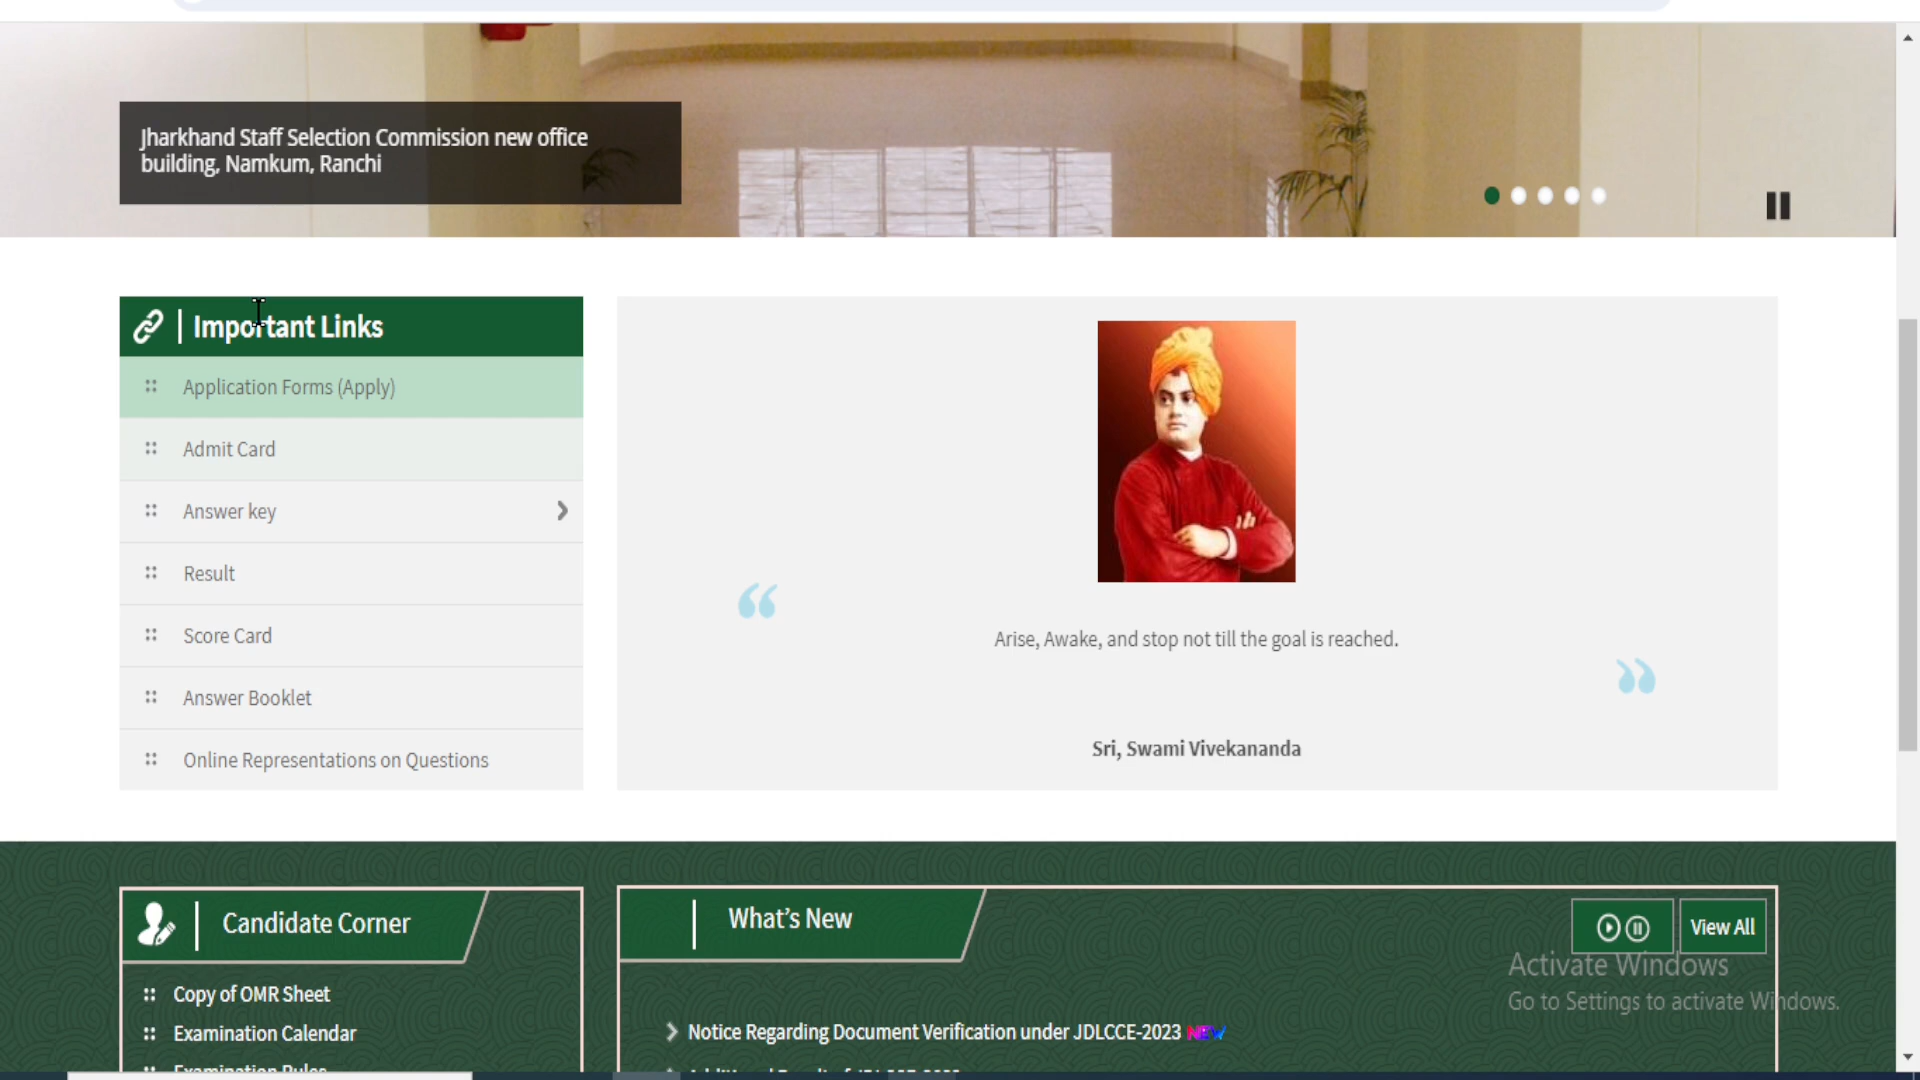 Jharkhand Staff Selection Commission new office
building, Namkum, Ranchi
Important Links
Application Forms (Apply)
Admit Card
Answer key
Result
Score Card
Answer Booklet
Online Representations on Questions
“
Arise, Awake, and stop not till the goal is reached.
”
Sri, Swami Vivekananda
Candidate Corner
Copy of OMR Sheet
Examination Calendar
Examination Rules
What's New
View All
Notice Regarding Document Verification under JDLCCE-2023 NEW
Activate Windows
Go to Settings to activate Windows.